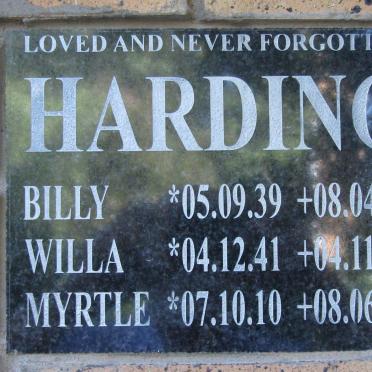 LOVED AND NEVER FORGOTT
HARDING
BILLY *05.09.39 +08.04
WILLA *04.12.41 +04.11
MYRTLE *07.10.10 +08.06